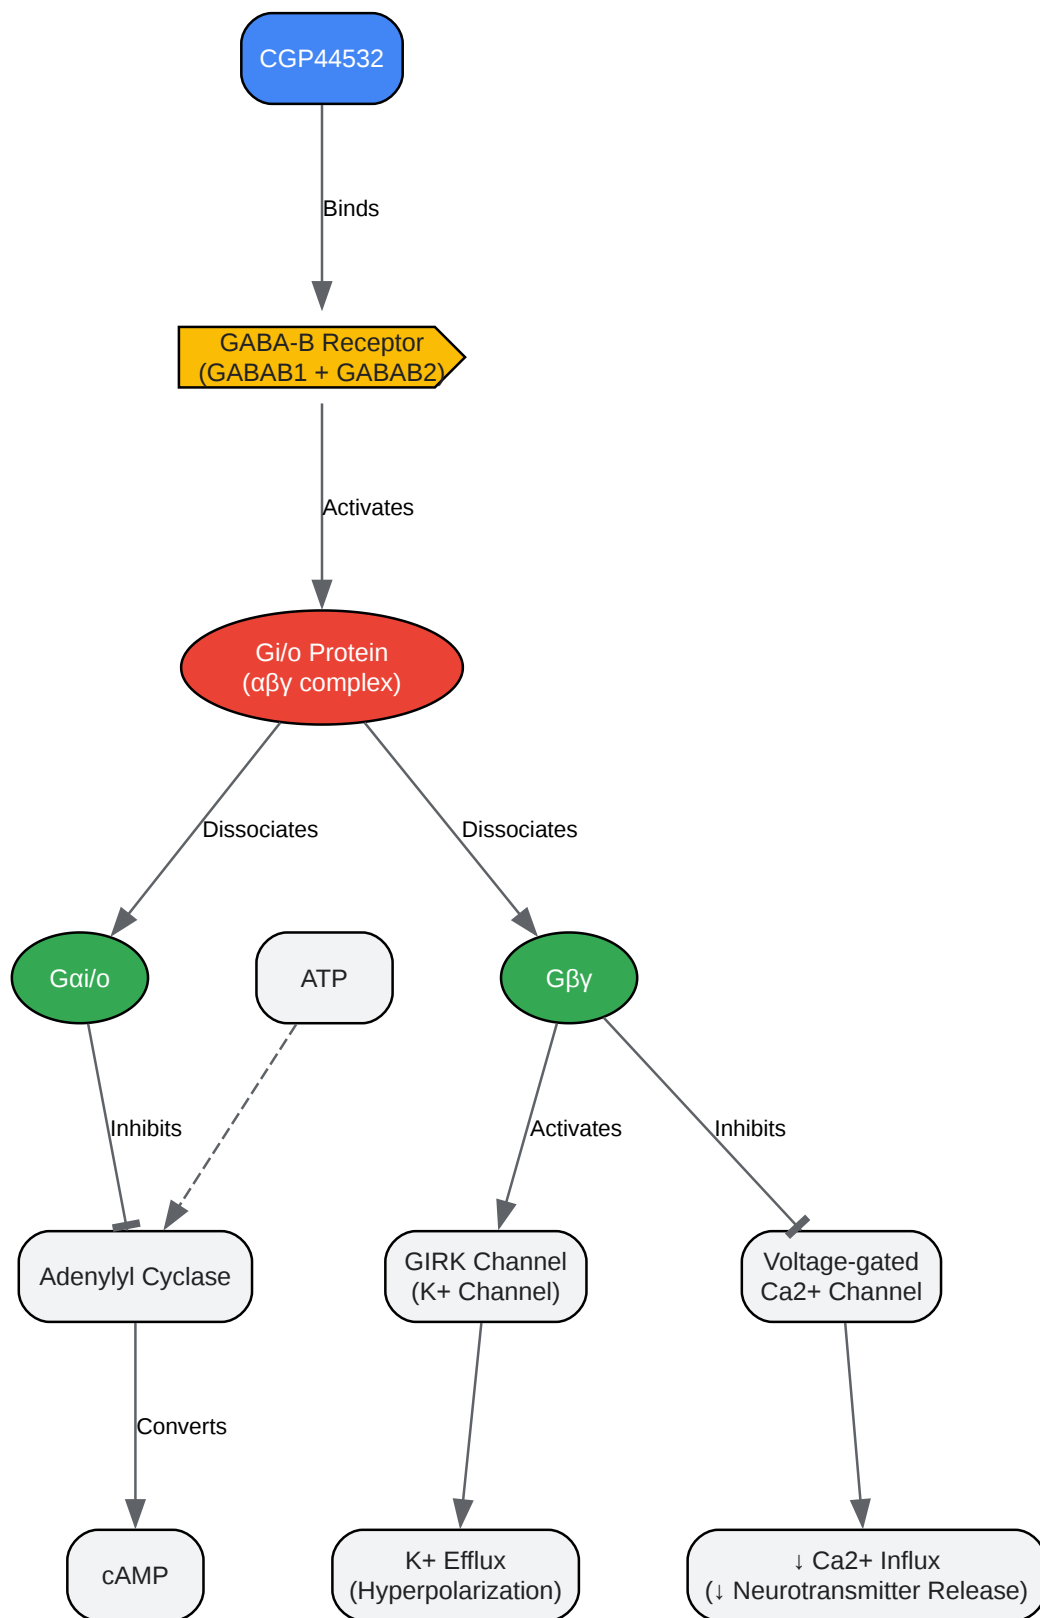 CGP44532
Binds
GABA-B Receptor
(GABAB1 + GABAB2)
Activates
Gi/o Protein
(αβγ complex)
Dissociates
Dissociates
Gαi/o
ATP
Gβγ
Inhibits
Activates
Inhibits
Adenylyl Cyclase
GIRK Channel
(K+ Channel)
Voltage-gated
Ca2+ Channel
Converts
cAMP
K+ Efflux
(Hyperpolarization)
↓ Ca2+ Influx
(↓ Neurotransmitter Release)